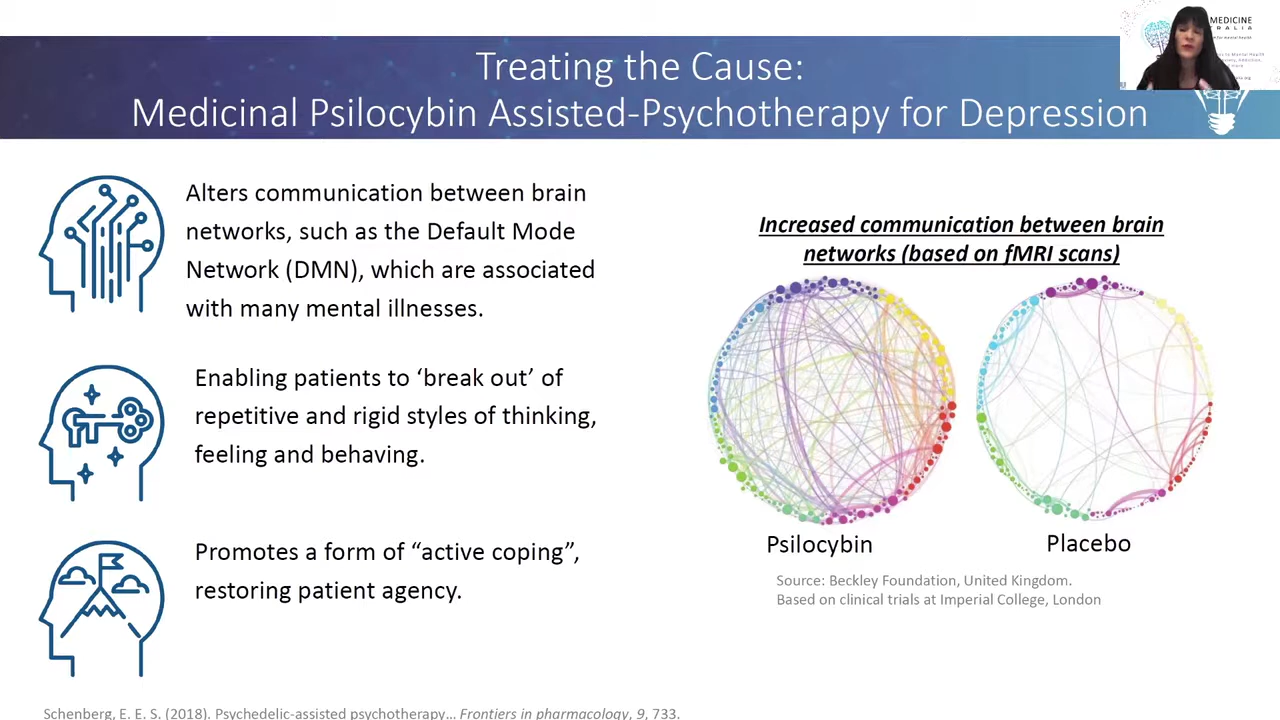 MEDICINE
TRALIA
Treating the Cause:
Medicinal Psilocybin Assisted-Psychotherapy for Depression
Alters communication between brain
networks, such as the Default Mode
Network (DMN), which are associated
with many mental illnesses.
Enabling patients to ‘break out’ of
repetitive and rigid styles of thinking,
feeling and behaving.
Promotes a form of “active coping”,
restoring patient agency.
Increased communication between brain
networks (based on fMRI scans)
Psilocybin
Placebo
Source: Beckley Foundation, United Kingdom.
Based on clinical trials at Imperial College, London
Schenberg, E. E. S. (2018). Psychedelic-assisted psychotherapy… Frontiers in pharmacology, 9, 733.